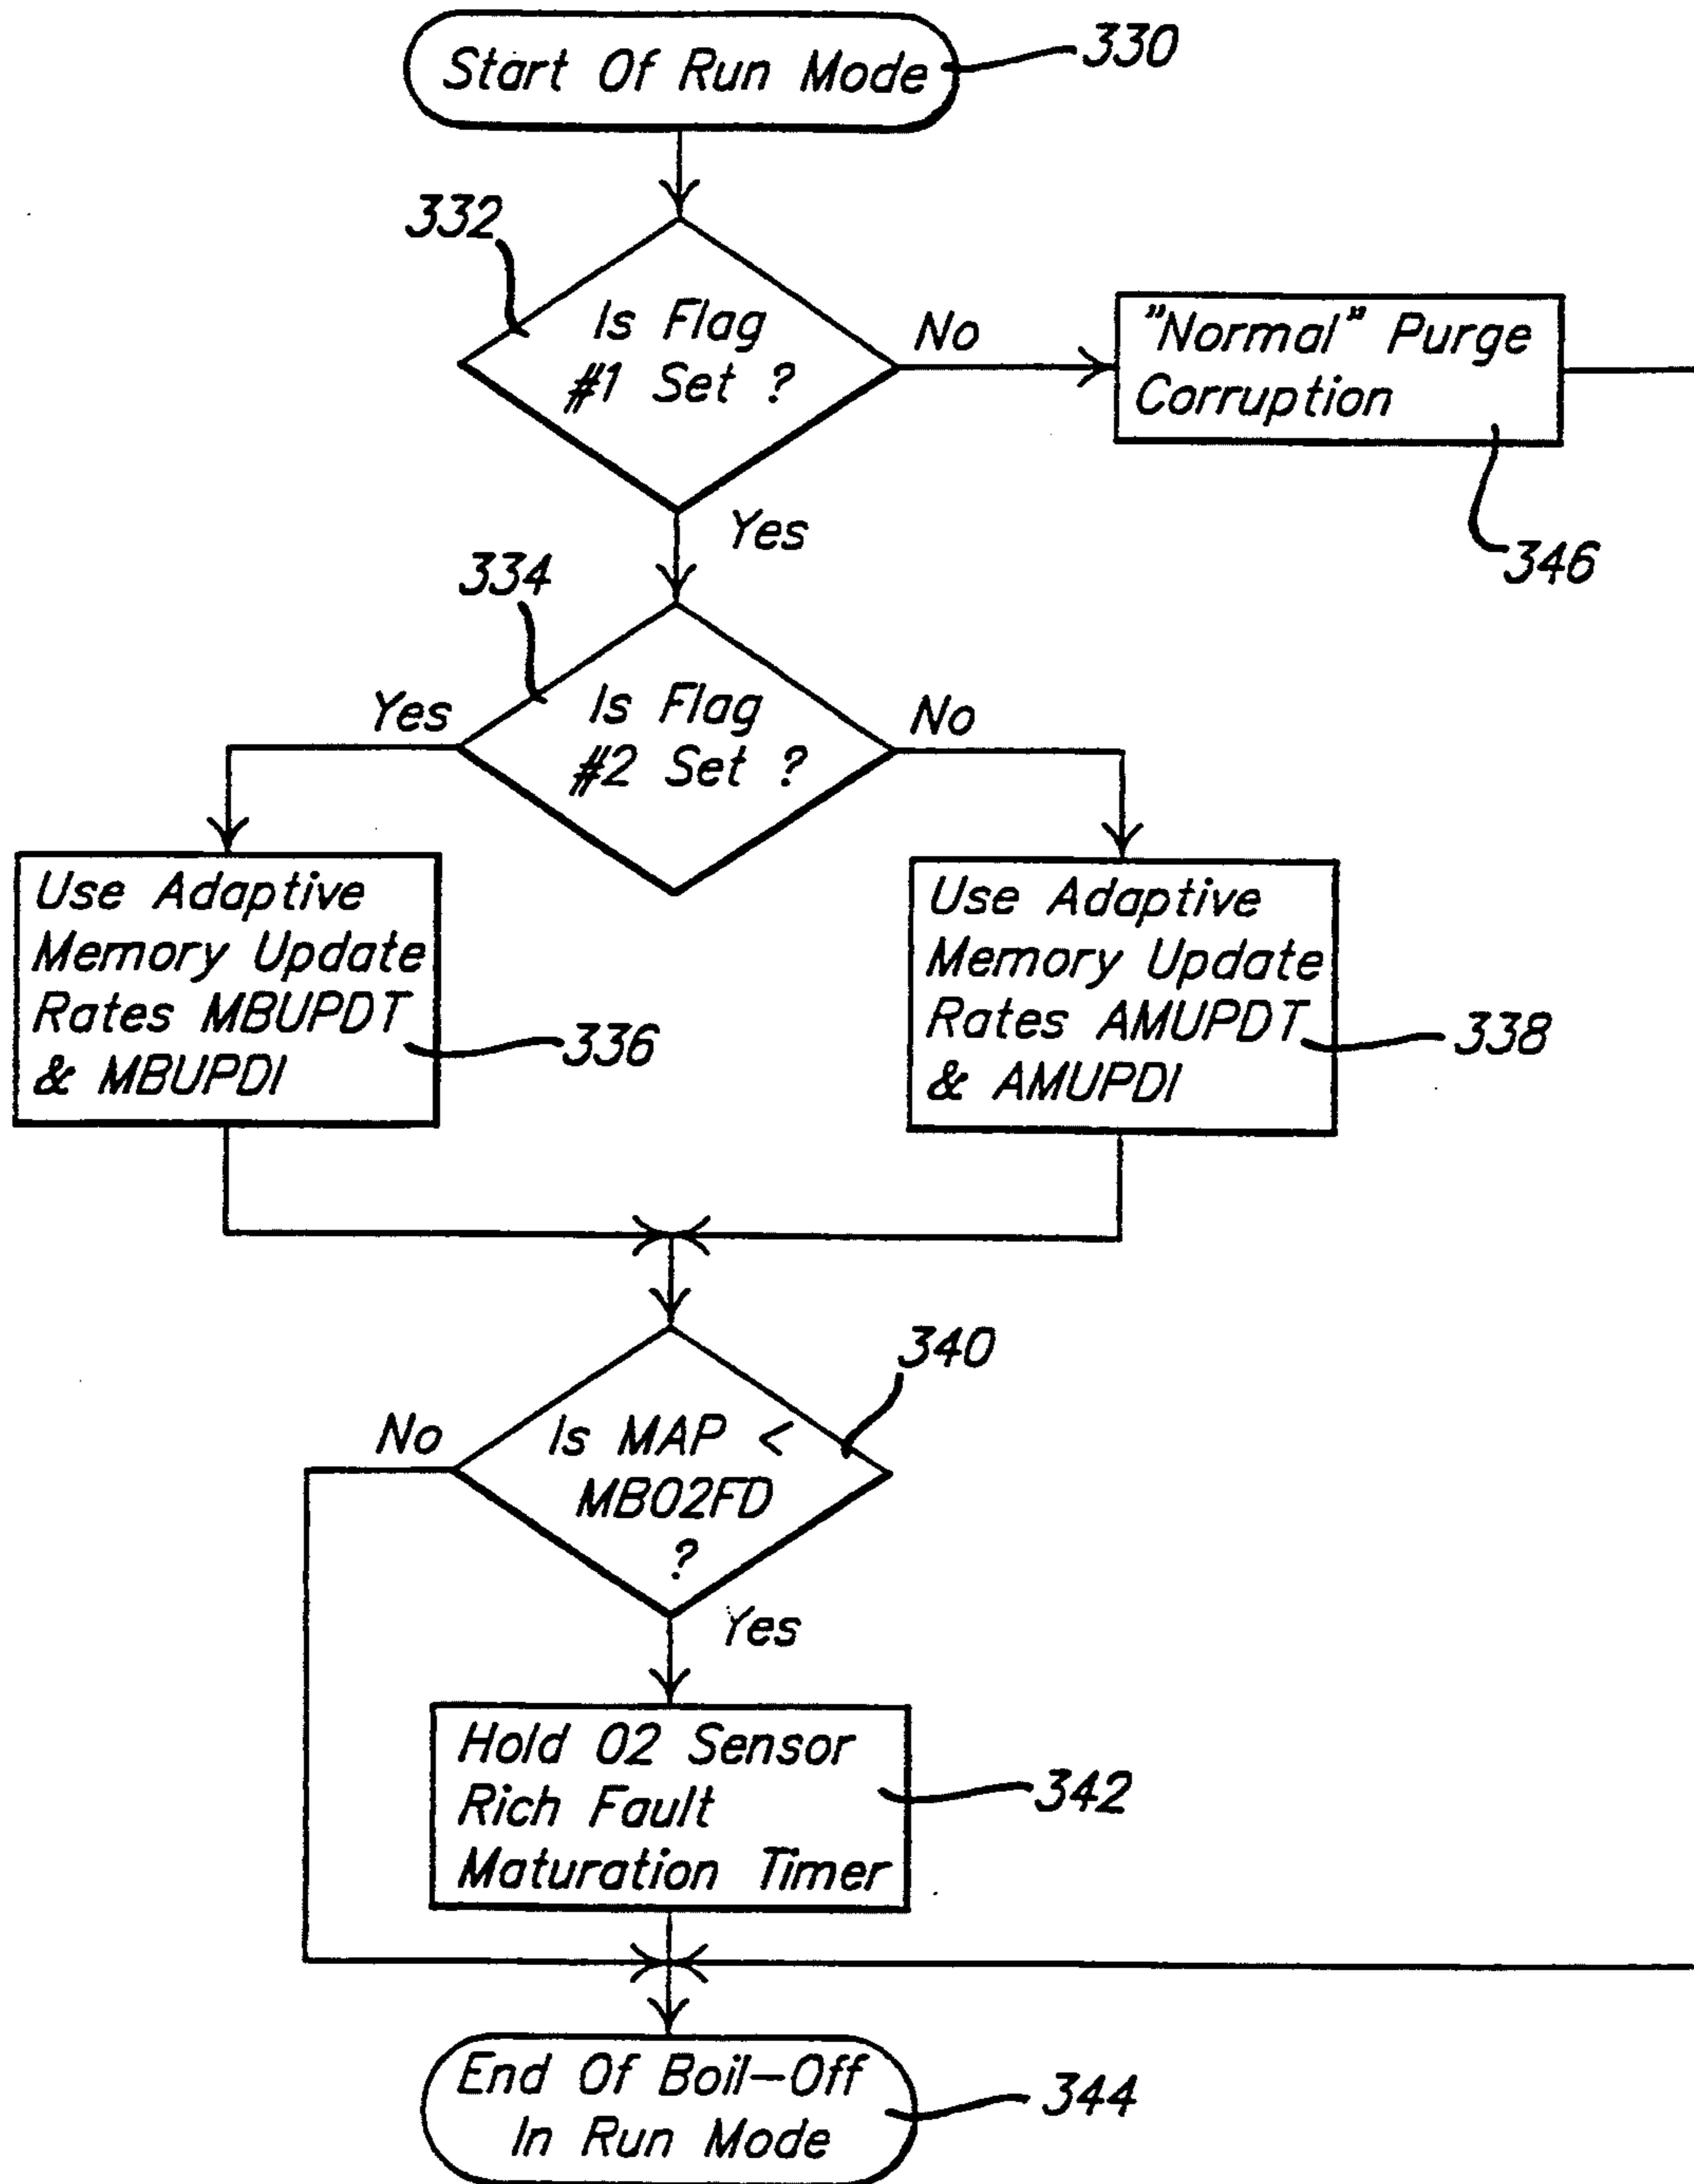 Start Of Run Mode
330
332
Is Flag
#1 Set ?
No
"Normal" Purge
Corruption
346
Yes
334
Is Flag
#2 Set ?
Yes
No
Use Adaptive
Memory Update
Rates MBUPDT
& MBUPDI
336
Use Adaptive
Memory Update
Rates AMUPDT
& AMUPDI
338
340
Is MAP <
MBO2FD
?
No
Yes
Hold O2 Sensor
Rich Fault
Maturation Timer
342
End Of Boil-Off
In Run Mode
344